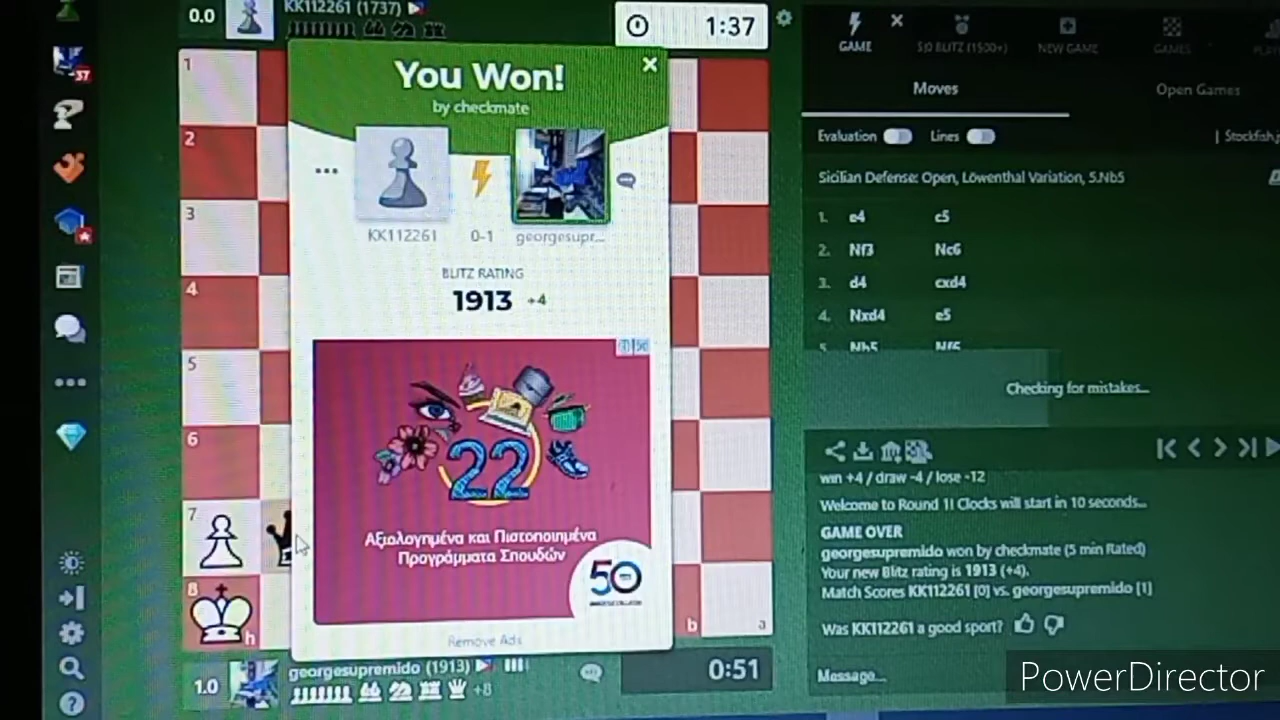 0.0
KK112261 (1737)
1:37
You Won!
by checkmate
KK112261
0-1
georgesupr...
BLITZ RATING
1913 +4
22
Αξιολογημένα και Πιστοποιημένα
Προγράμματα Σπουδών
50
Remove Ads
37
1
2
3
4
5
6
7
8
h
b
a
1.0
georgesupremido (1913)
+8
0:51
GAME
5|0 BLITZ (1500+)
NEW GAME
GAMES
Moves
Open Games
Evaluation
Lines
| Stockfish
Sicilian Defense: Open, Löwenthal Variation, 5.Nb5
1. e4 c5
2. Nf3 Nc6
3. d4 cxd4
4. Nxd4 e5
5. Nb5 Nf6
Checking for mistakes...
win +4 / draw -4 / lose -12
Welcome to Round 1! Clocks will start in 10 seconds...
GAME OVER
georgesupremido won by checkmate (5 min Rated)
Your new Blitz rating is 1913 (+4).
Match Scores KK112261 [0] vs. georgesupremido [1]
Was KK112261 a good sport?
Message...
PowerDirector